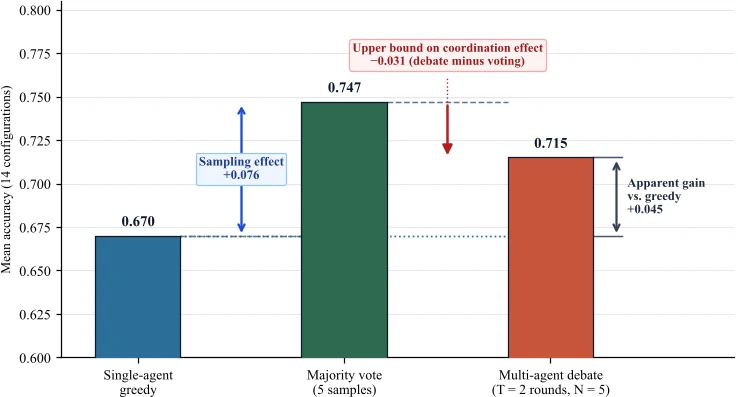 0.800
0.775
0.750
0.725
0.700
0.675
0.650
0.625
0.600
Mean accuracy (14 configurations)
Upper bound on coordination effect
−0.031 (debate minus voting)
0.747
0.715
0.670
Sampling effect
+0.076
Apparent gain
vs. greedy
+0.045
Single-agent
greedy
Majority vote
(5 samples)
Multi-agent debate
(T = 2 rounds, N = 5)